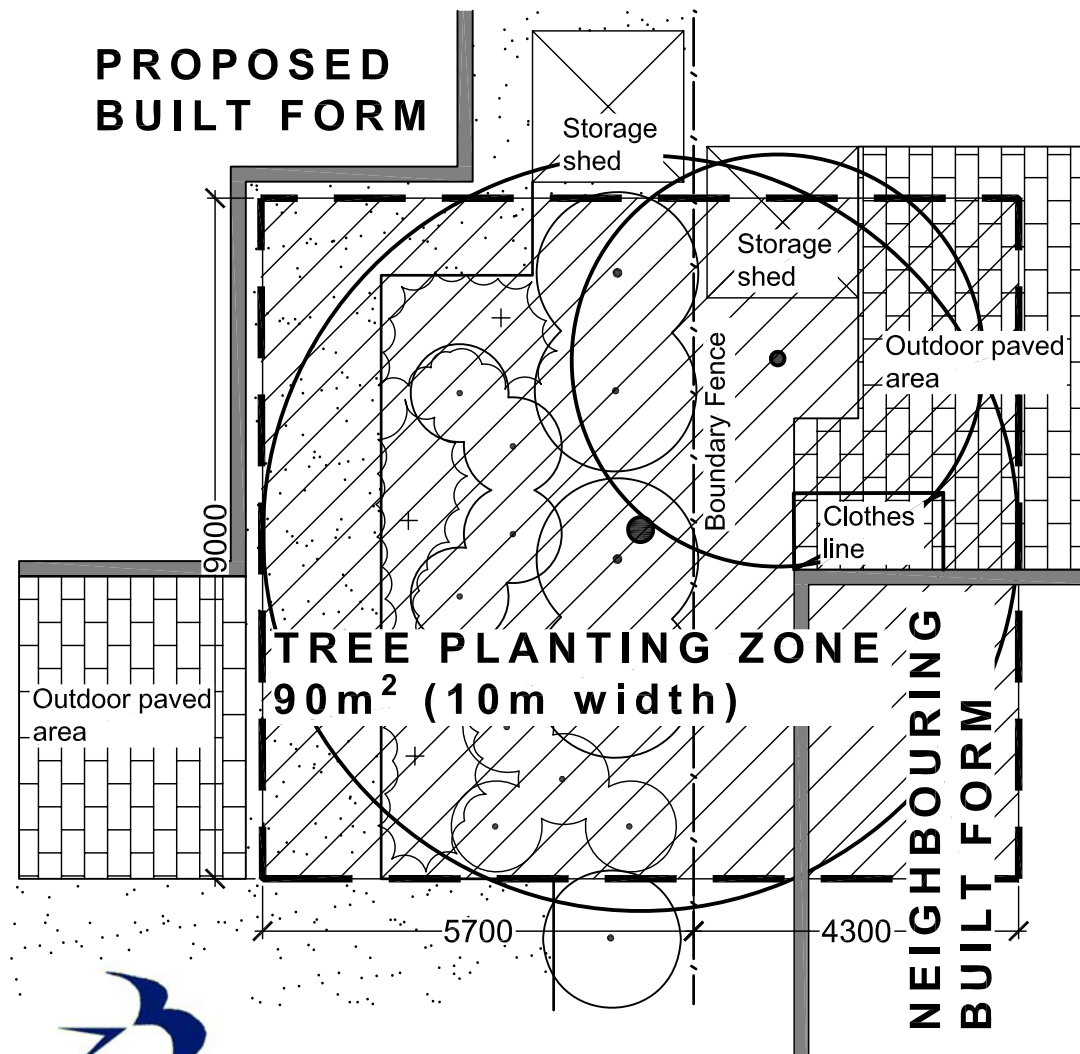 PROPOSED
BUILT FORM
Storage
shed
Storage
shed
Outdoor paved
area
Boundary Fence
9000
Clothes
line
TREE PLANTING ZONE
90m² (10m width)
Outdoor paved
area
NEIGHBOURING
BUILT FORM
5700
4300